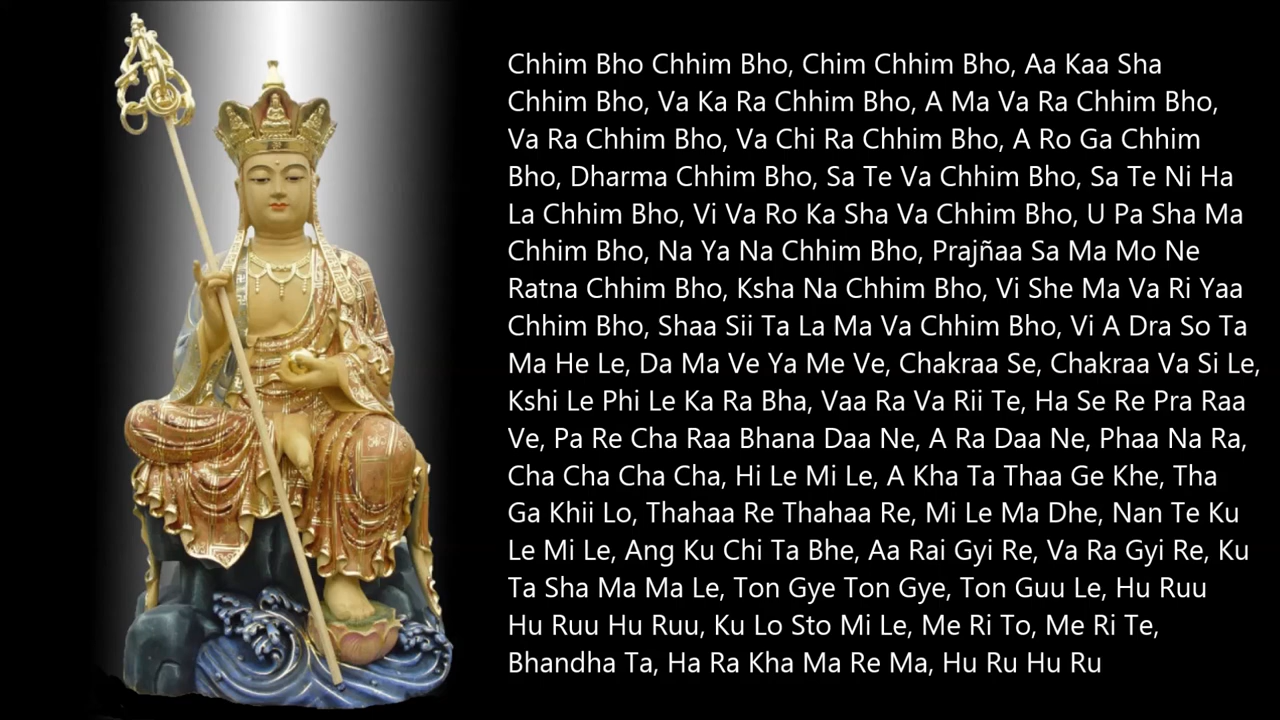 Chhim Bho Chhim Bho, Chim Chhim Bho, Aa Kaa Sha
Chhim Bho, Va Ka Ra Chhim Bho, A Ma Va Ra Chhim Bho,
Va Ra Chhim Bho, Va Chi Ra Chhim Bho, A Ro Ga Chhim
Bho, Dharma Chhim Bho, Sa Te Va Chhim Bho, Sa Te Ni Ha
La Chhim Bho, Vi Va Ro Ka Sha Va Chhim Bho, U Pa Sha Ma
Chhim Bho, Na Ya Na Chhim Bho, Prajñaa Sa Ma Mo Ne
Ratna Chhim Bho, Ksha Na Chhim Bho, Vi She Ma Va Ri Yaa
Chhim Bho, Shaa Sii Ta La Ma Va Chhim Bho, Vi A Dra So Ta
Ma He Le, Da Ma Ve Ya Me Ve, Chakraa Se, Chakraa Va Si Le,
Kshi Le Phi Le Ka Ra Bha, Vaa Ra Va Rii Te, Ha Se Re Pra Raa
Ve, Pa Re Cha Raa Bhana Daa Ne, A Ra Daa Ne, Phaa Na Ra,
Cha Cha Cha Cha, Hi Le Mi Le, A Kha Ta Thaa Ge Khe, Tha
Ga Khii Lo, Thahaa Re Thahaa Re, Mi Le Ma Dhe, Nan Te Ku
Le Mi Le, Ang Ku Chi Ta Bhe, Aa Rai Gyi Re, Va Ra Gyi Re, Ku
Ta Sha Ma Ma Le, Ton Gye Ton Gye, Ton Guu Le, Hu Ruu
Hu Ruu Hu Ruu, Ku Lo Sto Mi Le, Me Ri To, Me Ri Te,
Bhandha Ta, Ha Ra Kha Ma Re Ma, Hu Ru Hu Ru